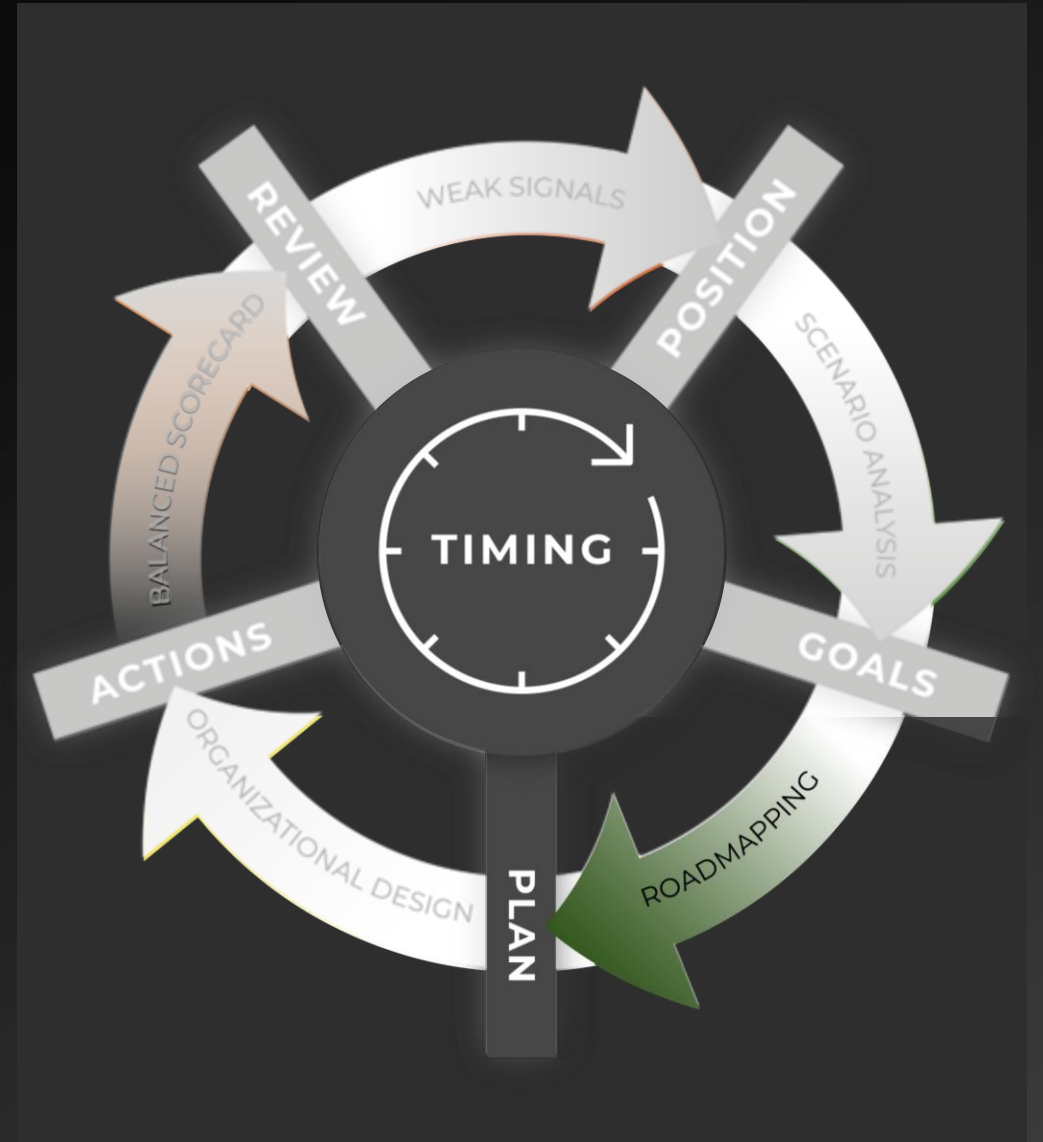 WEAK SIGNALS
REVIEW
POSITION
SCENARIO ANALYSIS
BALANCED SCORECARD
TIMING
ACTIONS
GOALS
ORGANIZATIONAL DESIGN
ROADMAPPING
PLAN